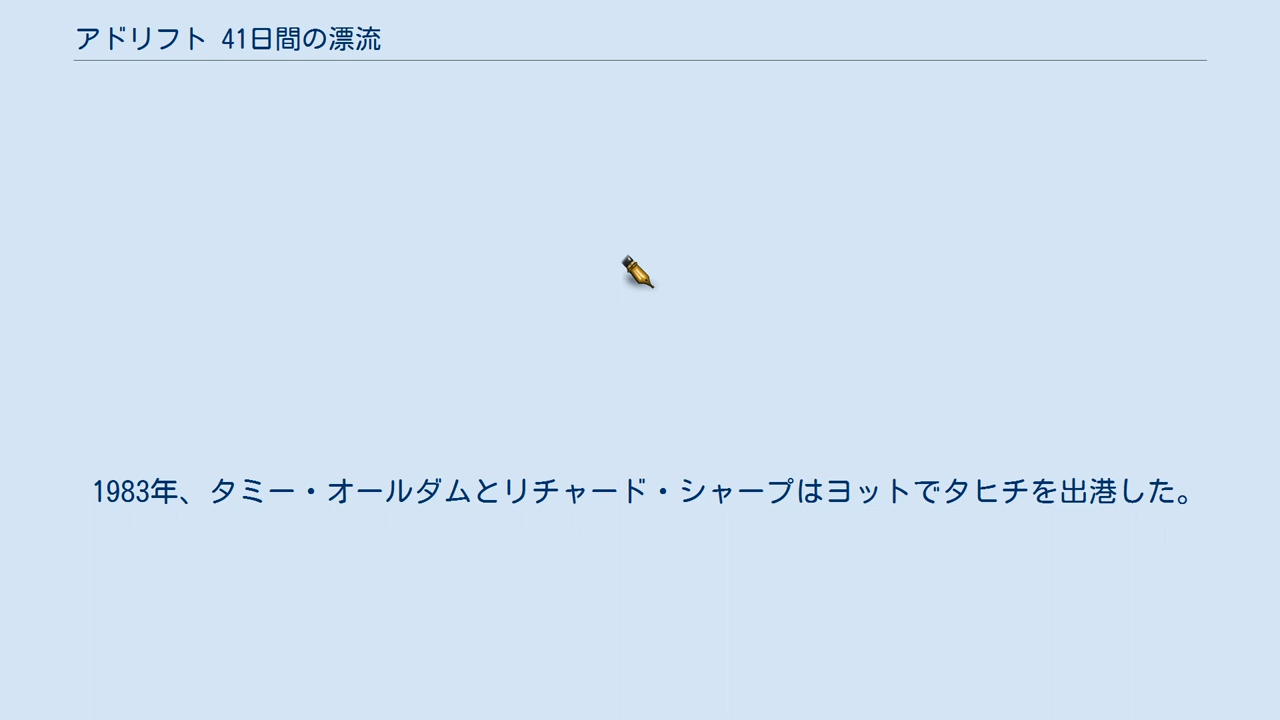 アドリフト 41日間の漂流
1983年、タミー・オールダムとリチャード・シャープはヨットでタヒチを出港した。